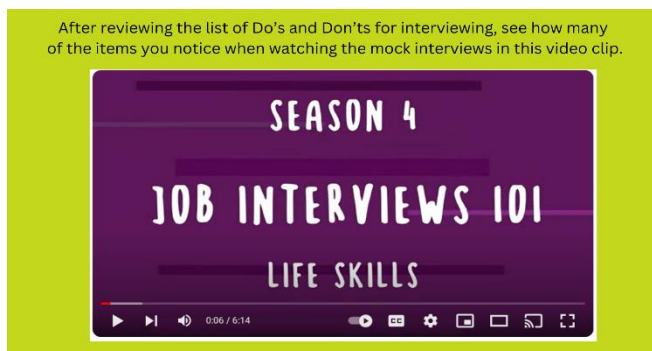 After reviewing the list of Do's and Don'ts for interviewing, see how many
of the items you notice when watching the mock interviews in this video clip.
SEASON 4
JOB INTERVIEWS 101
LIFE SKILLS
0:06 / 6:14
CC